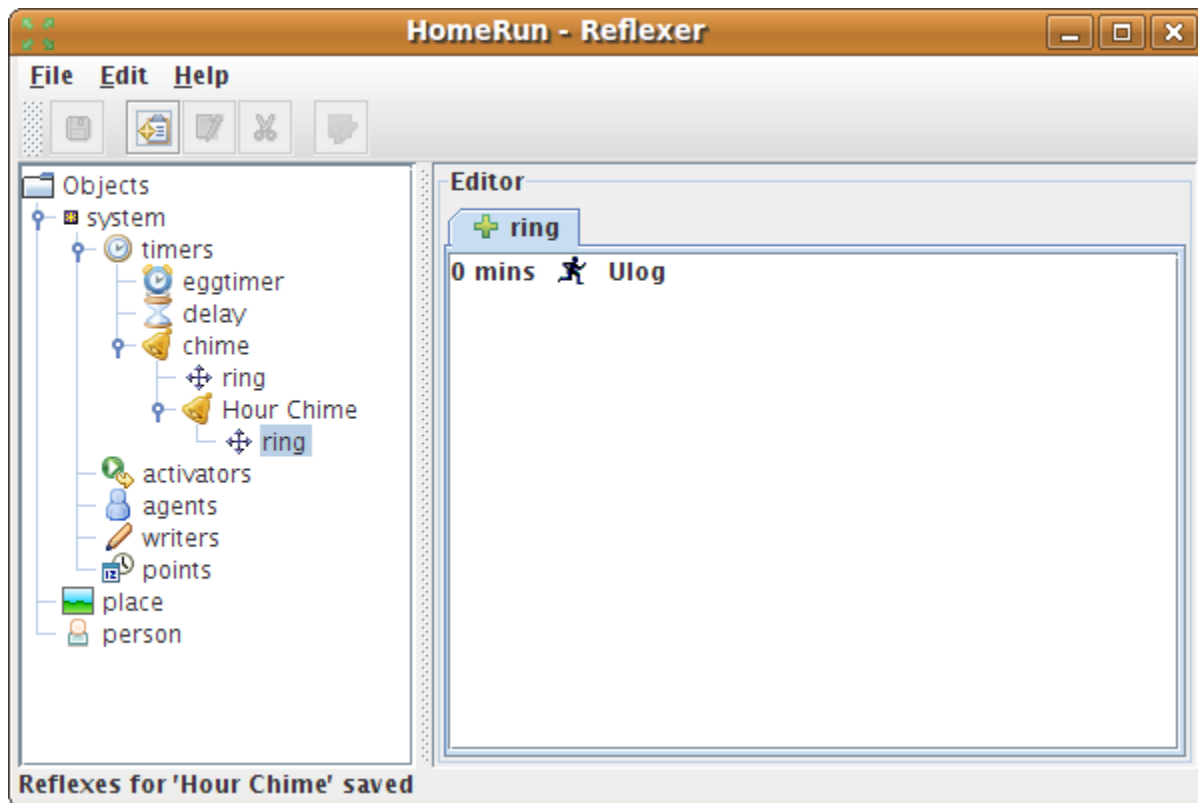 HomeRun - Reflexer
File Edit Help
Objects
system
timers
eggtimer
delay
chime
ring
Hour Chime
ring
activators
agents
writers
12
points
place
person
Editor
ring
0 mins Ulog
Reflexes for 'Hour Chime' saved